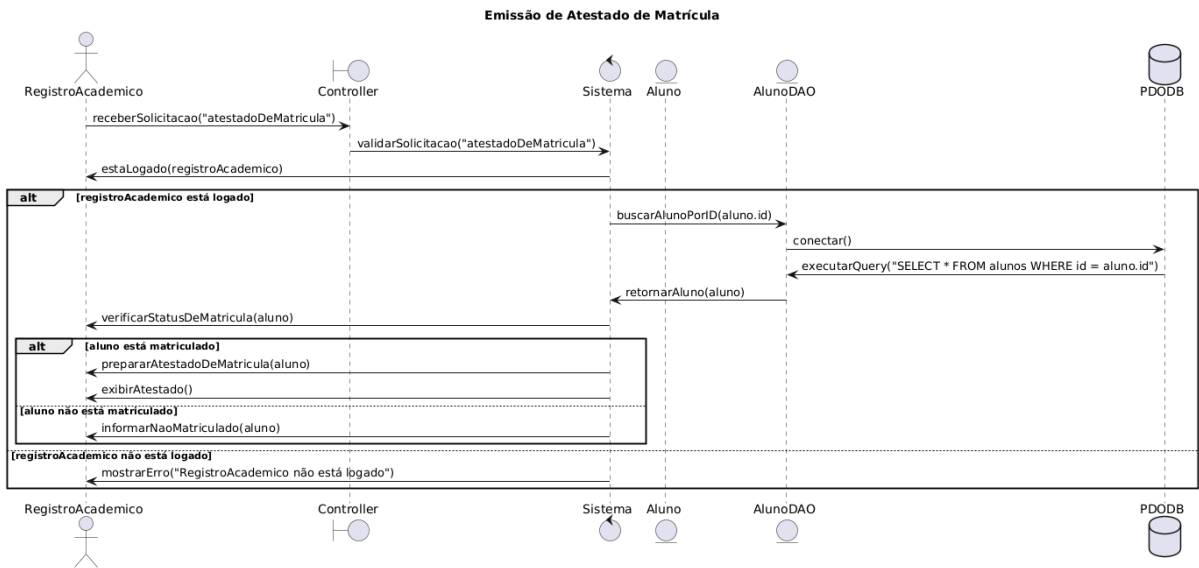 Emissão de Atestado de Matrícula
RegistroAcademico Controller Sistema Aluno AlunoDAO PDODB
receberSolicitacao("atestadoDeMatricula")
validarSolicitacao("atestadoDeMatricula")
estaLogado(registroAcademico)
alt [registroAcademico está logado]
buscarAlunoPorID(aluno.id)
conectar()
executarQuery("SELECT * FROM alunos WHERE id = aluno.id")
retornarAluno(aluno)
verificarStatusDeMatricula(aluno)
alt [aluno está matriculado]
prepararAtestadoDeMatricula(aluno)
exibirAtestado()
[aluno não está matriculado]
informarNaoMatriculado(aluno)
[registroAcademico não está logado]
mostrarErro("RegistroAcademico não está logado")
RegistroAcademico Controller Sistema Aluno AlunoDAO PDODB